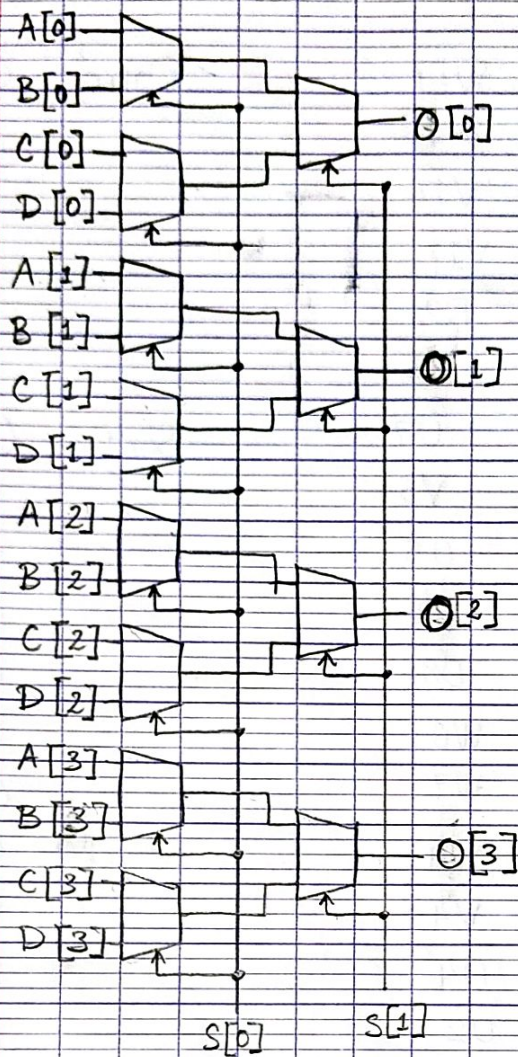 A[0]
B[0]
O[0]
C[0]
D[0]
A[1]
B[1]
O[1]
C[1]
D[1]
A[2]
B[2]
O[2]
C[2]
D[2]
A[3]
B[3]
O[3]
C[3]
D[3]
S[0] S[1]